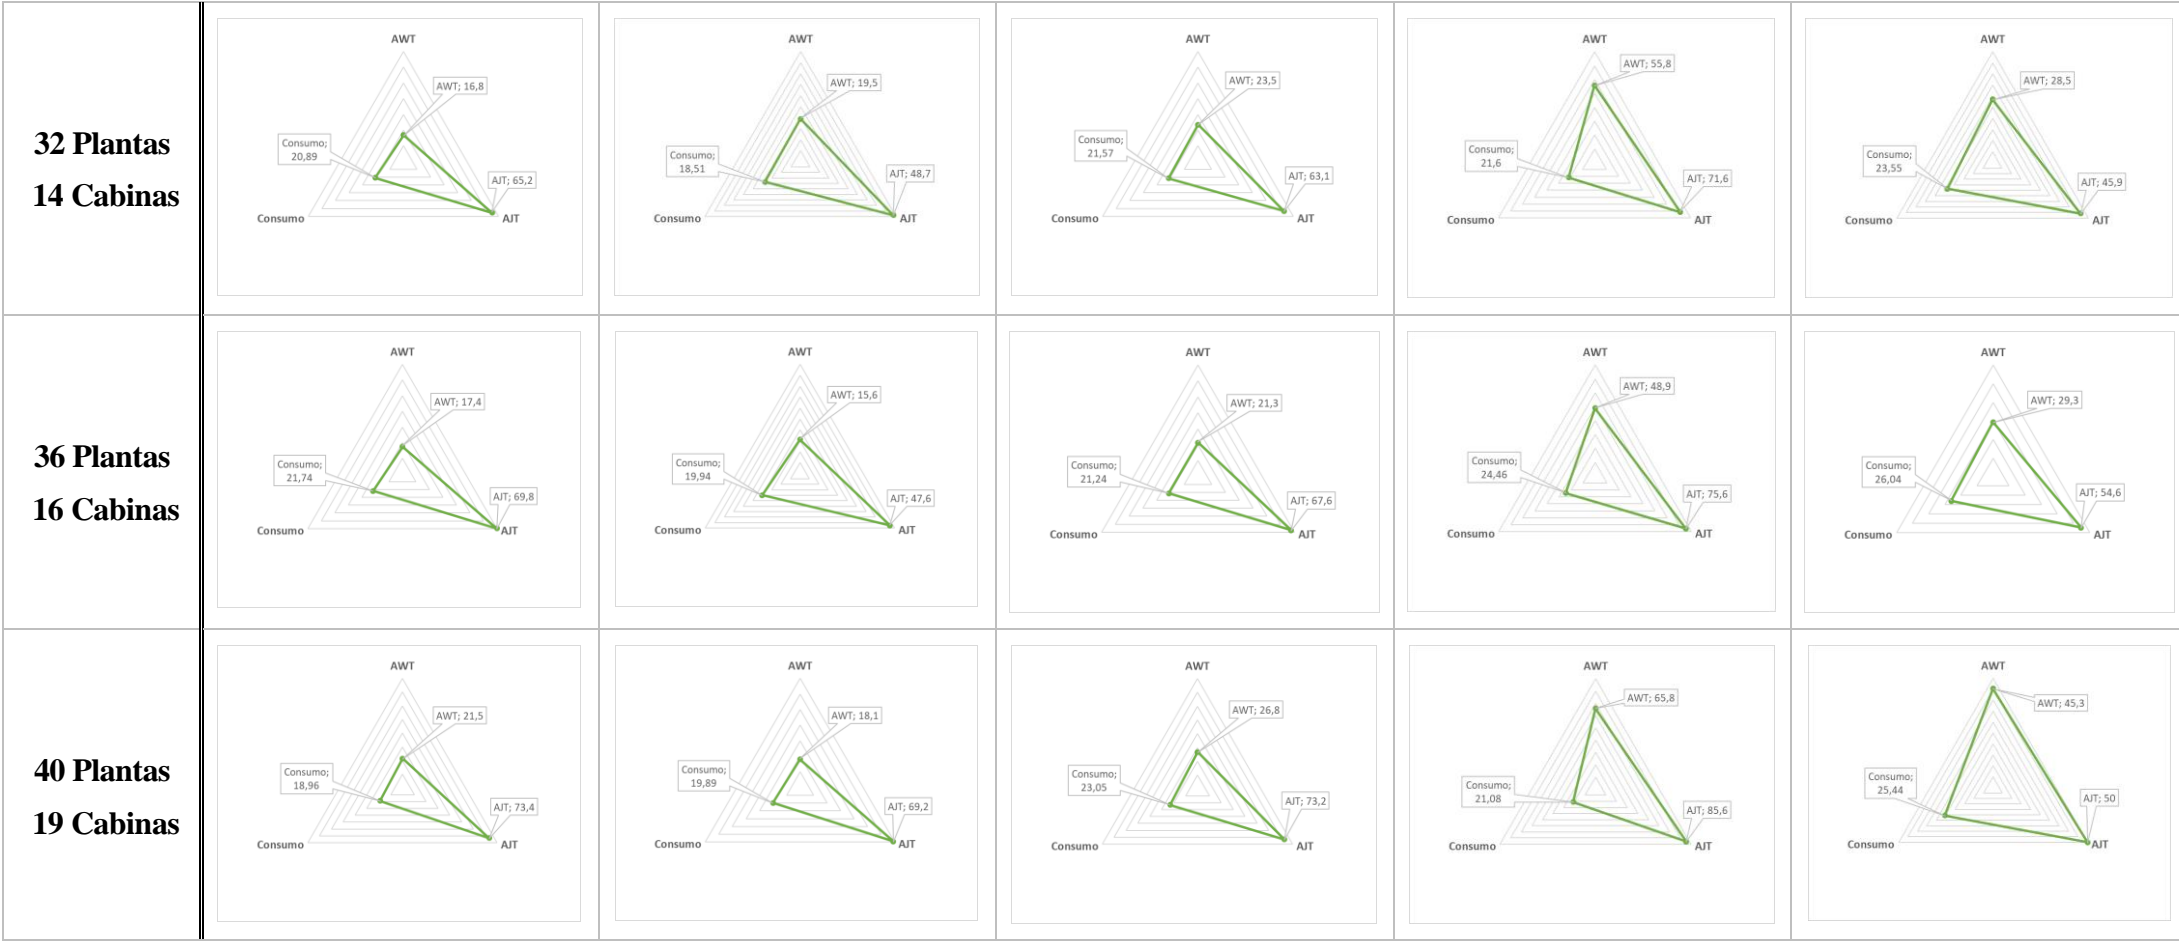 32 Plantas
14 Cabinas
AWT
AWT; 16,8
Consumo;
20,89
AJT; 65,2
Consumo
AJT
AWT
AWT; 19,5
Consumo;
18,51
AJT; 48,7
Consumo
AJT
AWT
AWT; 23,5
Consumo;
21,57
AJT; 63,1
Consumo
AJT
AWT
AWT; 55,8
Consumo;
21,6
AJT; 71,6
Consumo
AJT
AWT
AWT; 28,5
Consumo;
23,55
AJT; 45,9
Consumo
AJT
36 Plantas
16 Cabinas
AWT
AWT; 17,4
Consumo;
21,74
AJT; 69,8
Consumo
AJT
AWT
AWT; 15,6
Consumo;
19,94
AJT; 47,6
Consumo
AJT
AWT
AWT; 21,3
Consumo;
21,24
AJT; 67,6
Consumo
AJT
AWT
AWT; 48,9
Consumo;
24,46
AJT; 75,6
Consumo
AJT
AWT
AWT; 29,3
Consumo;
26,04
AJT; 54,6
Consumo
AJT
40 Plantas
19 Cabinas
AWT
AWT; 21,5
Consumo;
18,96
AJT; 73,4
Consumo
AJT
AWT
AWT; 18,1
Consumo;
19,89
AJT; 69,2
Consumo
AJT
AWT
AWT; 26,8
Consumo;
23,05
AJT; 73,2
Consumo
AJT
AWT
AWT; 65,8
Consumo;
21,08
AJT; 85,6
Consumo
AJT
AWT
AWT; 45,3
Consumo;
25,44
AJT; 50
Consumo
AJT